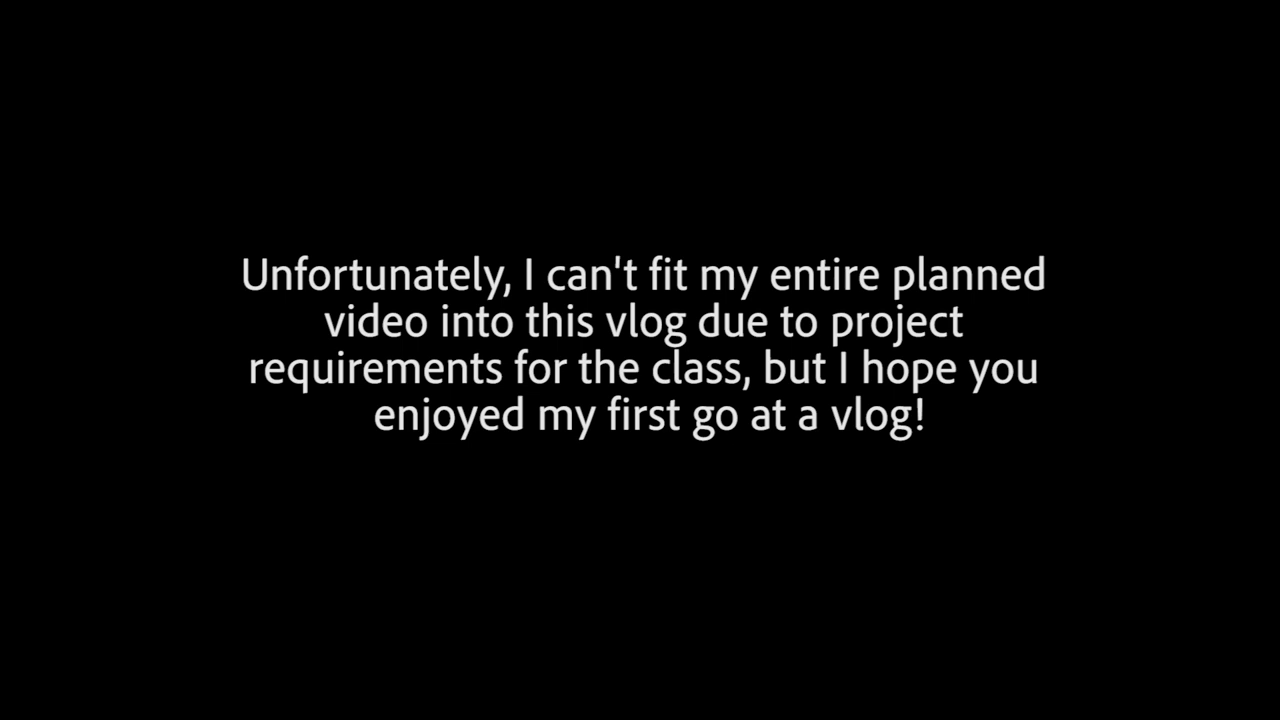 Unfortunately, I can't fit my entire planned
video into this vlog due to project
requirements for the class, but I hope you
enjoyed my first go at a vlog!